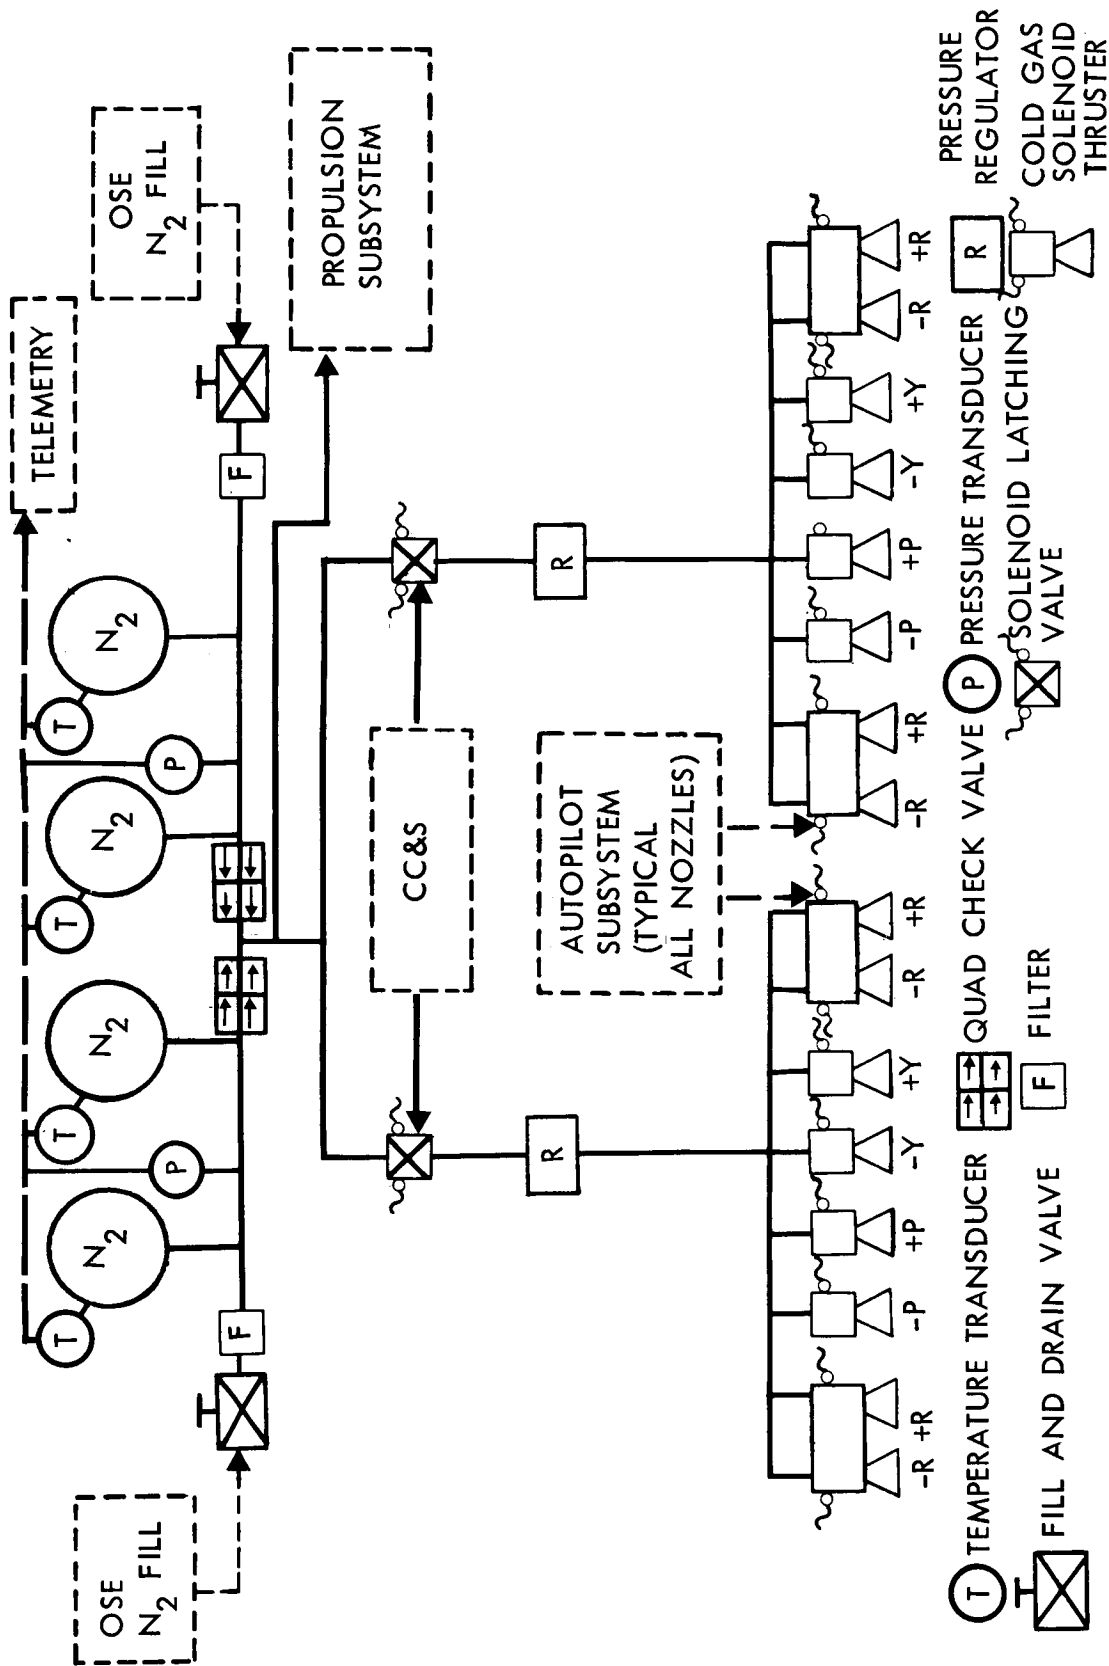 TELEMETRY
OSE
N2 FILL
OSE
N2 FILL
T
T
T
T
N2
N2
N2
N2
P
P
F
F
PROPULSION
SUBSYSTEM
CC&S
R
R
AUTOPILOT
SUBSYSTEM
(TYPICAL
ALL NOZZLES)
-R +R
-P
+P
-Y
+Y
-R
+R
-R
+R
-P
+P
-Y
+Y
-R
+R
T TEMPERATURE TRANSDUCER
QUAD CHECK VALVE
P PRESSURE TRANSDUCER
R PRESSURE
REGULATOR
FILL AND DRAIN VALVE
F FILTER
SOLENOID LATCHING
VALVE
COLD GAS
SOLENOID
THRUSTER